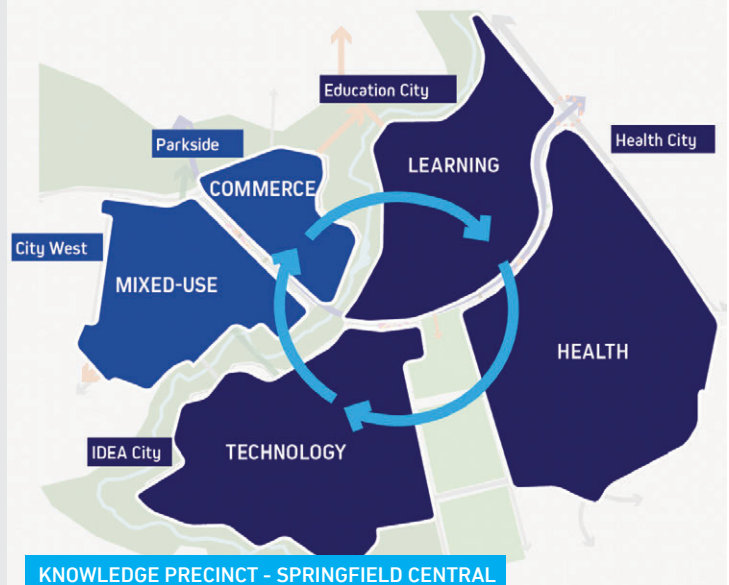 Education City
Health City
Parkside
LEARNING
COMMERCE
City West
MIXED-USE
HEALTH
IDEA City
TECHNOLOGY
KNOWLEDGE PRECINCT - SPRINGFIELD CENTRAL